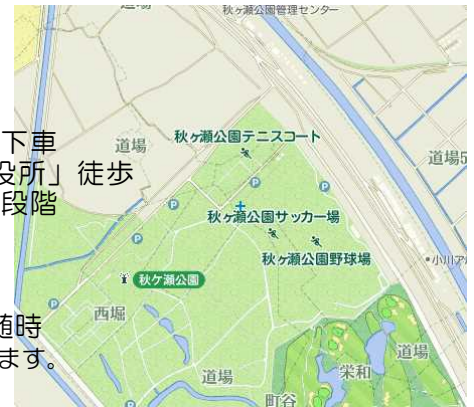 秋ヶ瀬公園管理センター
道場
下車
役所」徒歩
段階
道場
秋ヶ瀬公園テニスコート
道場5
P
P
秋ヶ瀬公園サッカー場
P
P
秋ヶ瀬公園野球場
・小川ア
秋ヶ瀬公園
P
西堀
随時
ます。
道場
道場
栄和
町谷
P